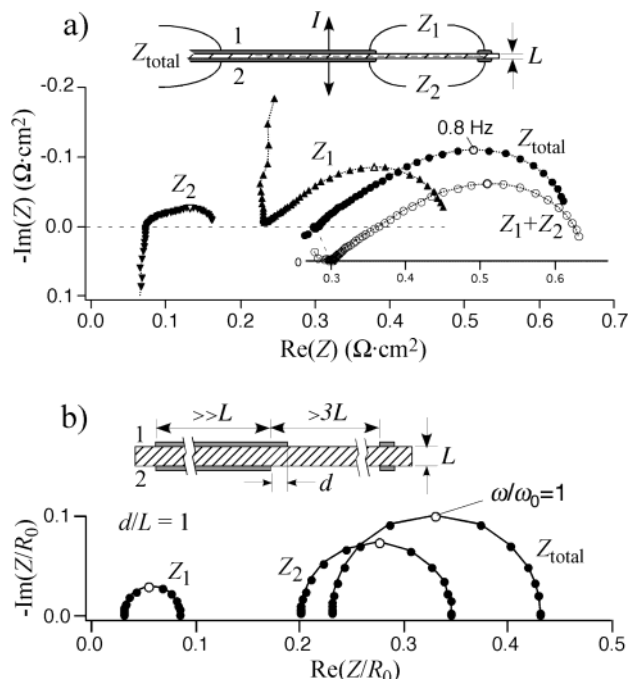 a)
I
1
2
Z_total
Z₁
Z₂
L
-0.2
-0.1
0.0
0.1
-Im(Z) (Ω·cm²)
Z₂
Z₁
0.8 Hz
Z_total
Z₁+Z₂
0
0.3 0.4 0.5 0.6
0.0 0.1 0.2 0.3 0.4 0.5 0.6 0.7
Re(Z) (Ω·cm²)
b)
>>L >3L
1
2
L
d
d/L = 1
ω/ω₀=1
0.1
0.0
-Im(Z/R₀)
Z₁
Z₂
Z_total
0.0 0.1 0.2 0.3 0.4 0.5
Re(Z/R₀)